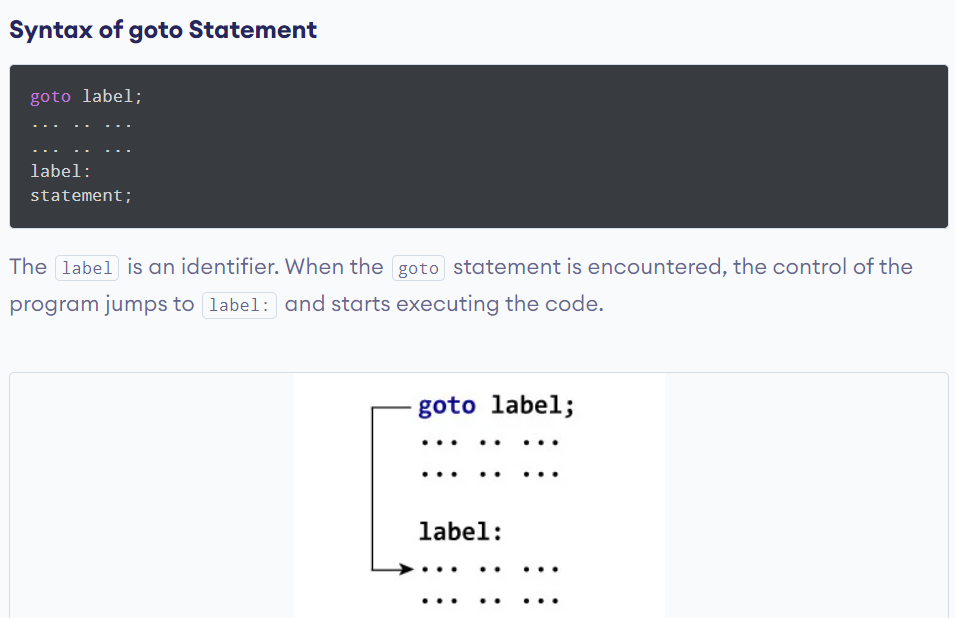 Syntax of goto Statement
goto label;
... .. ...
... .. ...
label:
statement;
The label is an identifier. When the goto statement is encountered, the control of the
program jumps to label: and starts executing the code.
goto label;
... .. ...
... .. ...
label:
... .. ...
... .. ...